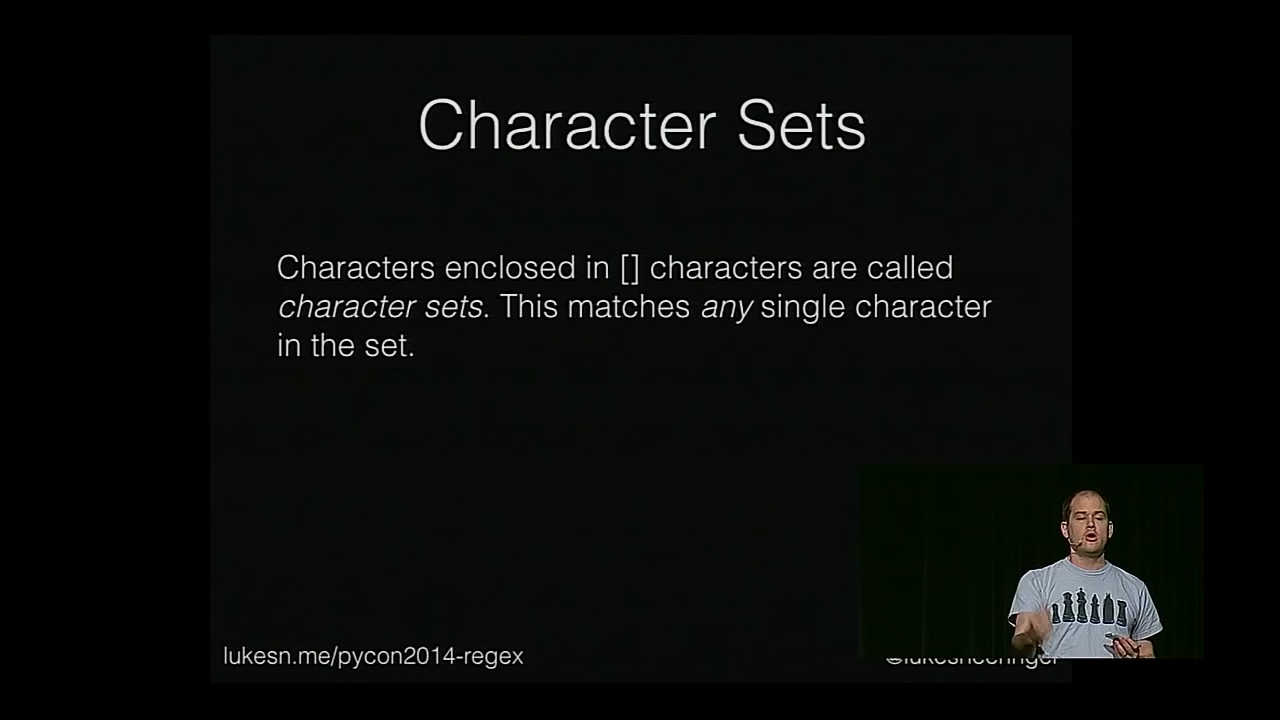 Character Sets
Characters enclosed in [] characters are called
character sets. This matches any single character
in the set.
lukesn.me/pycon2014-regex